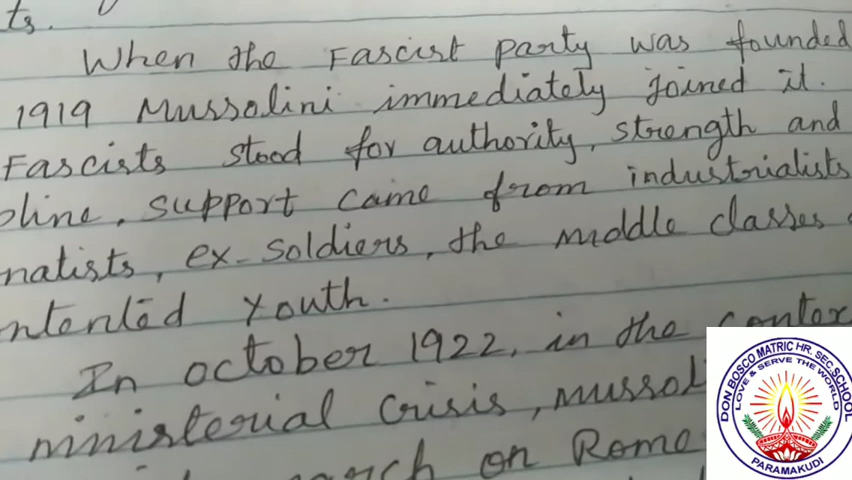 ts.
When the Fascist party was founded
1919 Mussolini immediately joined it.
Fascists stood for authority, strength and
pline, support came from industrialists
nalists, ex-soldiers, the middle classes
ntented youth.
In october 1922, in the contex
ministerial crisis, mussol
march on Rome
DON BOSCO MATRIC HR. SEC. SCHOOL
LOVE & SERVE THE WORLD
PARAMAKUDI